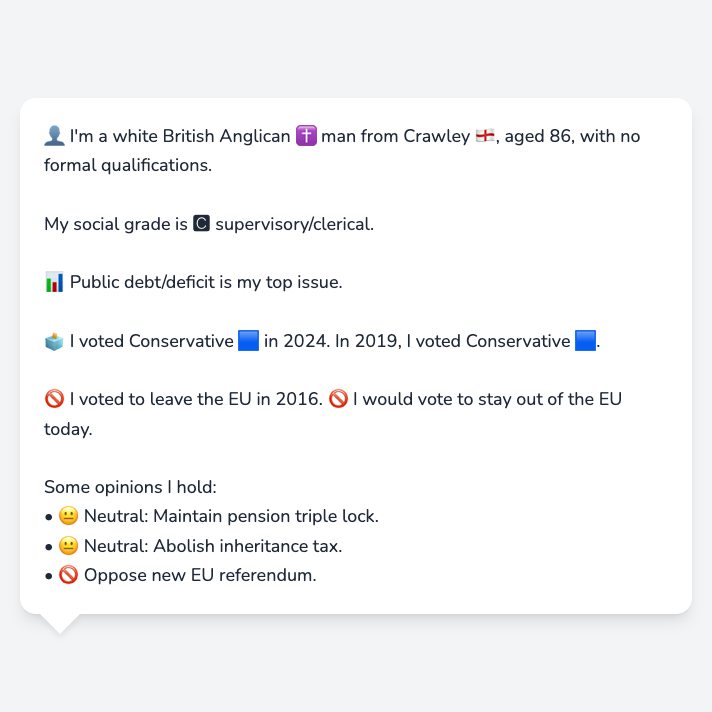 👤 I'm a white British Anglican ✝️ man from Crawley 🏴󠁧󠁢󠁥󠁮󠁧󠁿, aged 86, with no
formal qualifications.
My social grade is 🅲 supervisory/clerical.
📊 Public debt/deficit is my top issue.
🗳️ I voted Conservative 🟦 in 2024. In 2019, I voted Conservative 🟦.
🚫 I voted to leave the EU in 2016. 🚫 I would vote to stay out of the EU
today.
Some opinions I hold:
• 😐 Neutral: Maintain pension triple lock.
• 😐 Neutral: Abolish inheritance tax.
• 🚫 Oppose new EU referendum.